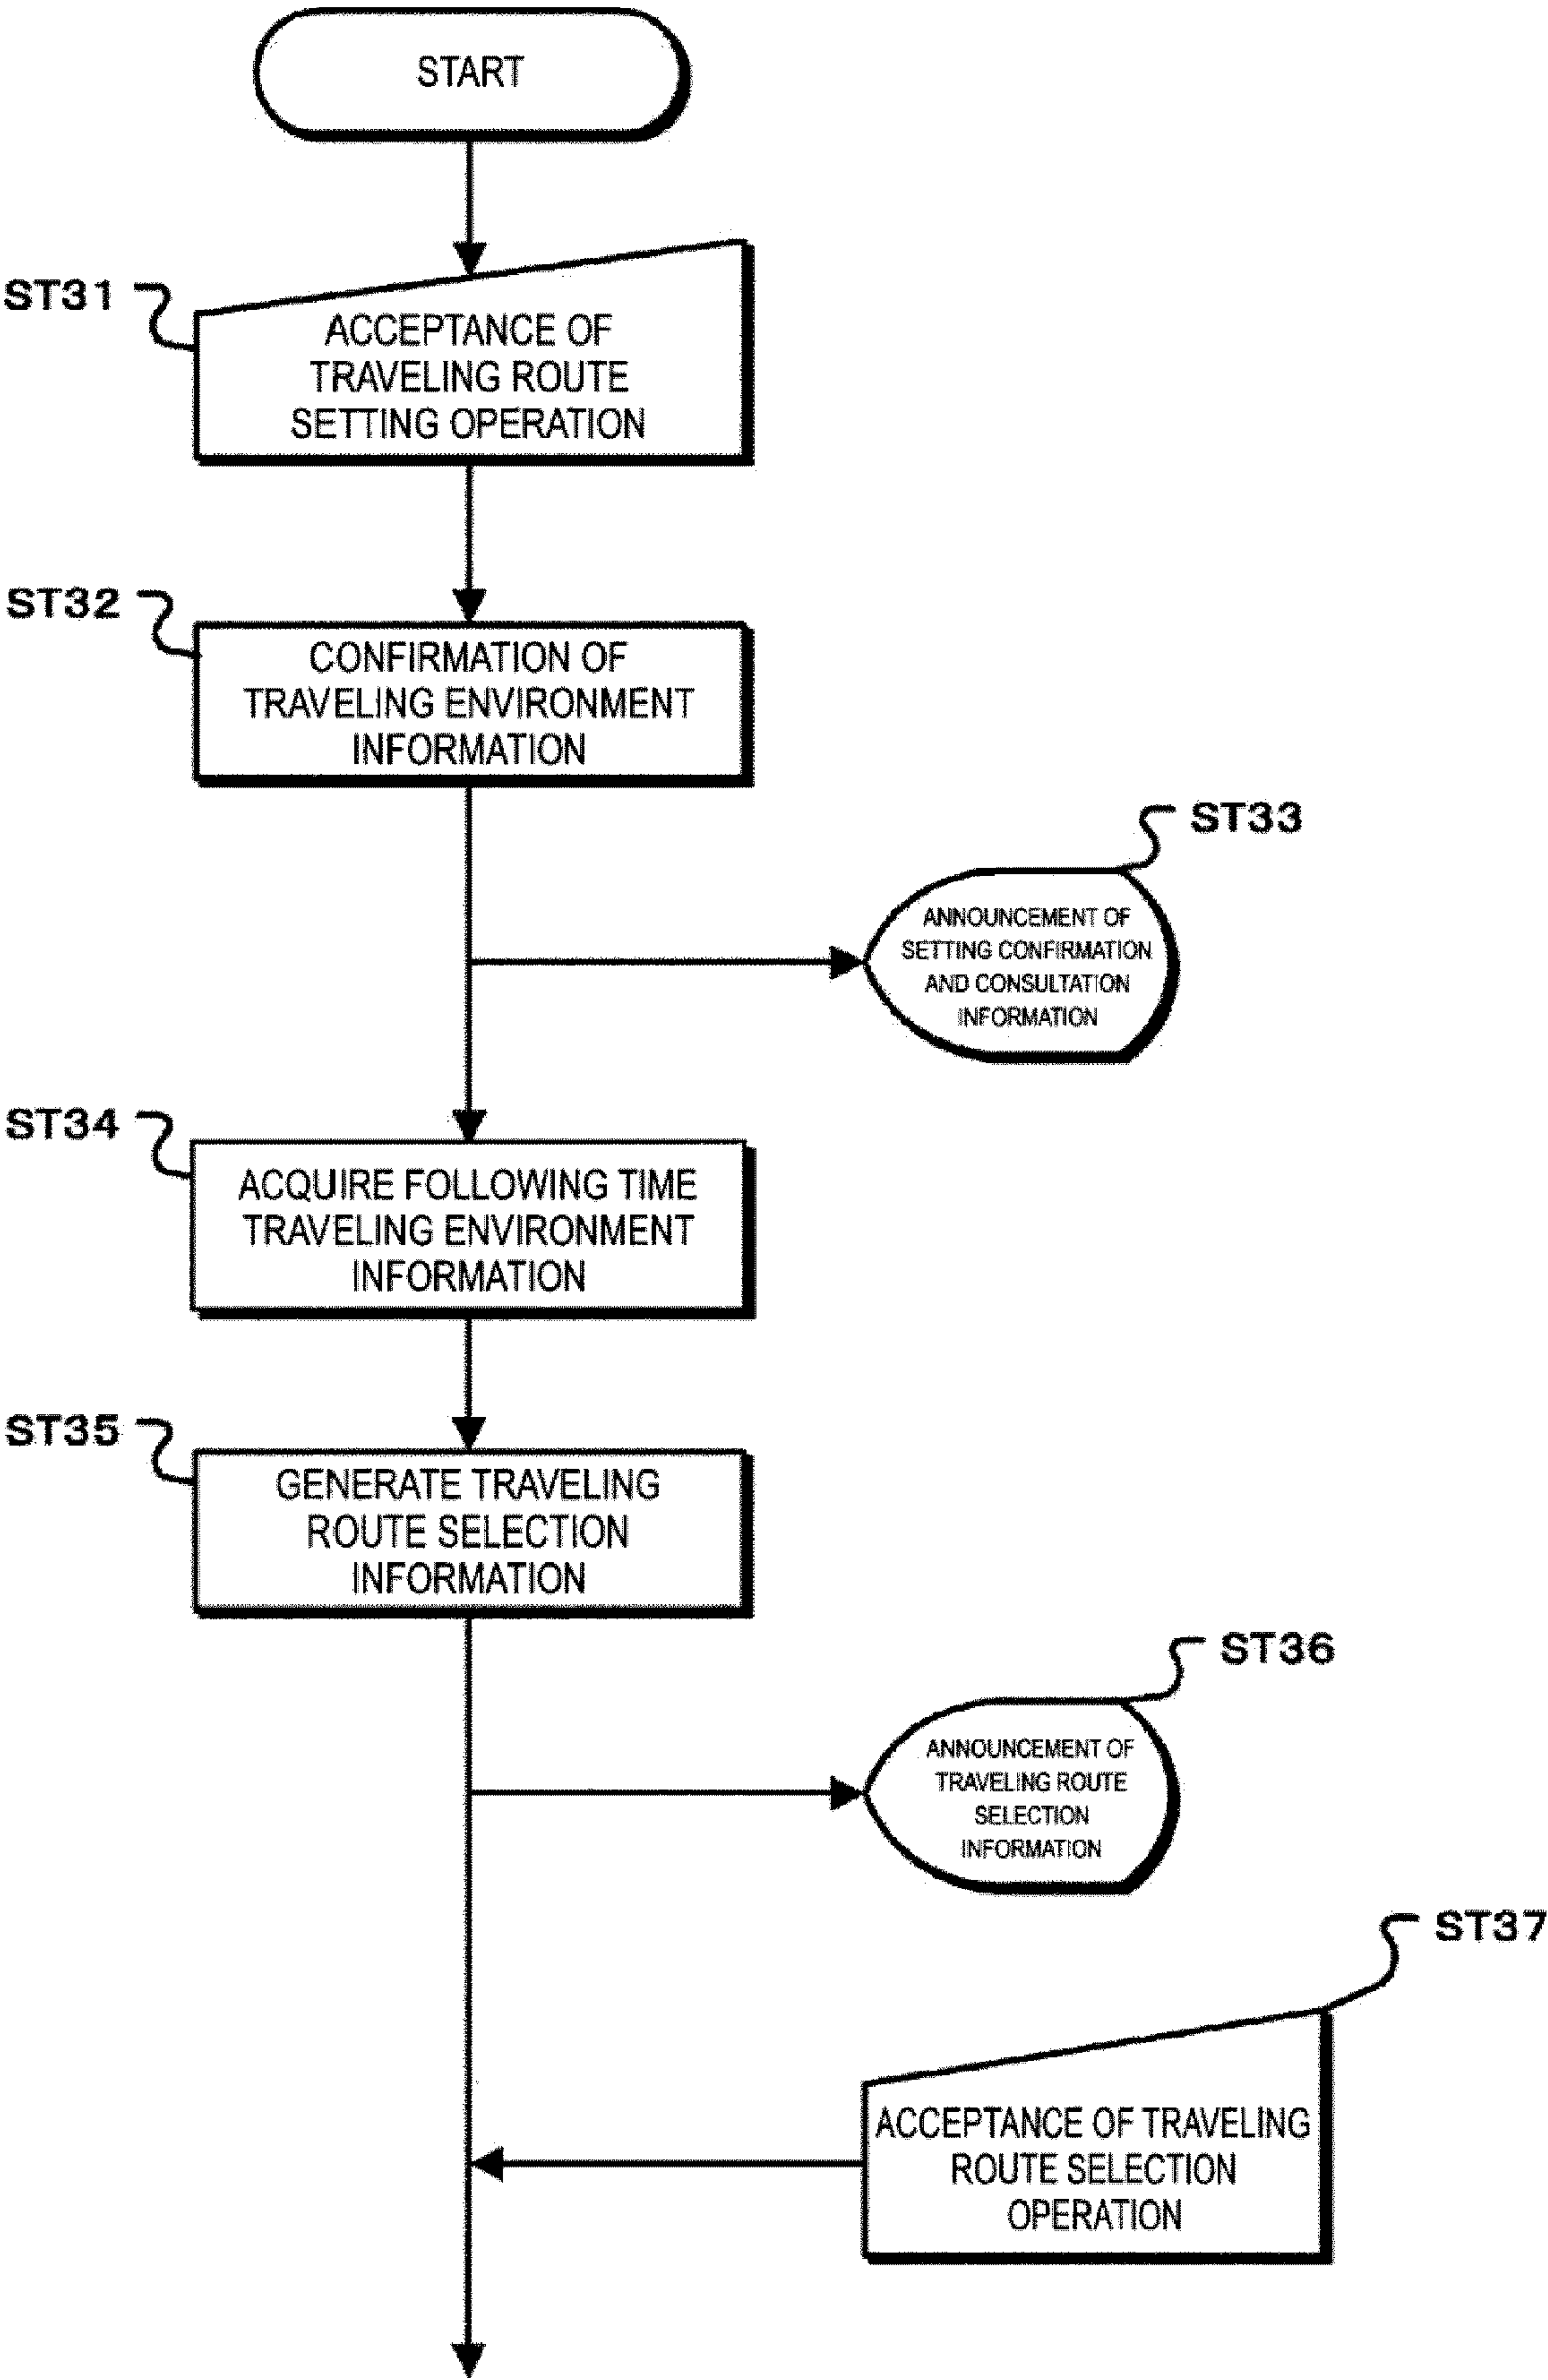 START
ST31
ACCEPTANCE OF
TRAVELING ROUTE
SETTING OPERATION
ST32
CONFIRMATION OF
TRAVELING ENVIRONMENT
INFORMATION
ST33
ANNOUNCEMENT OF
SETTING CONFIRMATION
AND CONSULTATION
INFORMATION
ST34
ACQUIRE FOLLOWING TIME
TRAVELING ENVIRONMENT
INFORMATION
ST35
GENERATE TRAVELING
ROUTE SELECTION
INFORMATION
ST36
ANNOUNCEMENT OF
TRAVELING ROUTE
SELECTION
INFORMATION
ST37
ACCEPTANCE OF TRAVELING
ROUTE SELECTION
OPERATION